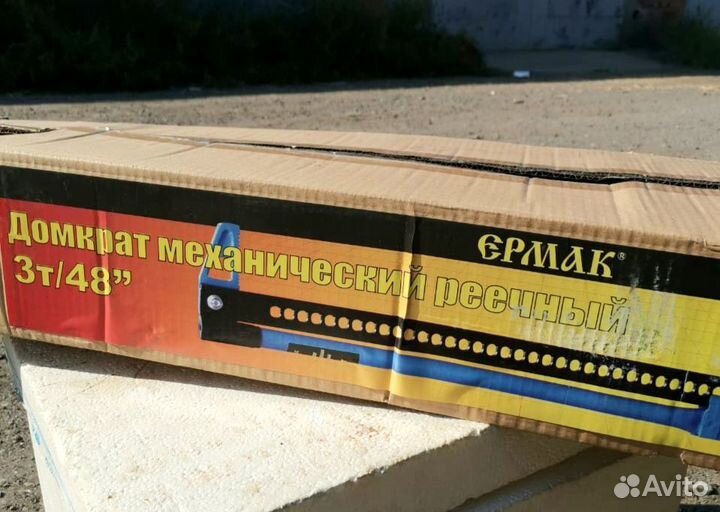 ЕРМАК®
Домкрат механический реечный
3т/48”
Avito